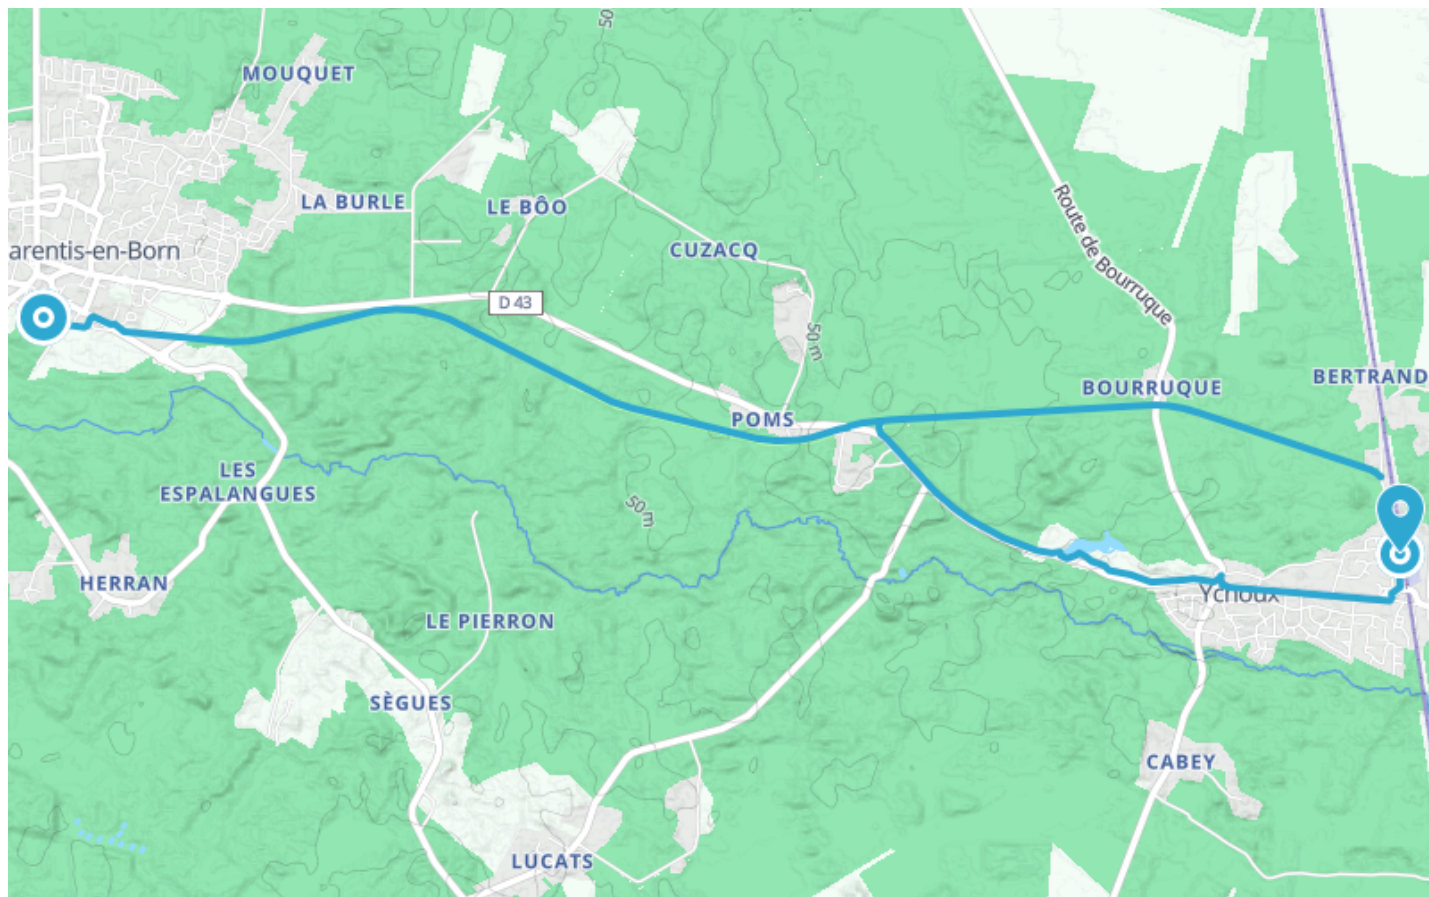 50
MOUQUET
LA BURLE
LE BÔO
Route de Bourruque
arentis-en-Born
CUZACQ
D 43
50 m
BERTRAND
BOURRUQUE
POMS
LES
ESPALANGUES
50 m
HERRAN
Ychoux
LE PIERRON
SÈGUES
CABEY
LUCATS